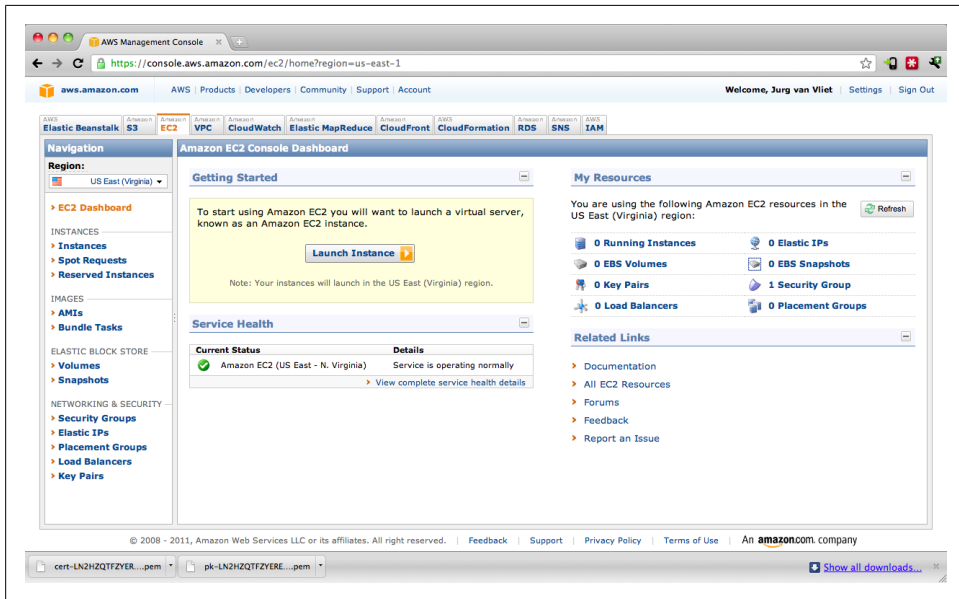 AWS Management Console
https://console.aws.amazon.com/ec2/home?region=us-east-1
aws.amazon.com
AWS | Products | Developers | Community | Support | Account
Welcome, Jurg van Vliet | Settings | Sign Out
AWS Elastic Beanstalk
Amazon S3
Amazon EC2
Amazon VPC
Amazon CloudWatch
Amazon Elastic MapReduce
Amazon CloudFront
AWS CloudFormation
Amazon RDS
Amazon SNS
AWS IAM
Navigation
Region:
US East (Virginia)
EC2 Dashboard
INSTANCES
Instances
Spot Requests
Reserved Instances
IMAGES
AMIs
Bundle Tasks
ELASTIC BLOCK STORE
Volumes
Snapshots
NETWORKING & SECURITY
Security Groups
Elastic IPs
Placement Groups
Load Balancers
Key Pairs
Amazon EC2 Console Dashboard
Getting Started
To start using Amazon EC2 you will want to launch a virtual server,
known as an Amazon EC2 instance.
Launch Instance
Note: Your instances will launch in the US East (Virginia) region.
Service Health
Current Status Details
Amazon EC2 (US East - N. Virginia) Service is operating normally
View complete service health details
My Resources
You are using the following Amazon EC2 resources in the
US East (Virginia) region:
Refresh
0 Running Instances 0 Elastic IPs
0 EBS Volumes 0 EBS Snapshots
0 Key Pairs 1 Security Group
0 Load Balancers 0 Placement Groups
Related Links
Documentation
All EC2 Resources
Forums
Feedback
Report an Issue
© 2008 - 2011, Amazon Web Services LLC or its affiliates. All right reserved. | Feedback | Support | Privacy Policy | Terms of Use | An amazon.com. company
cert-LN2HZQTFZYER....pem
pk-LN2HZQTFZYERE....pem
Show all downloads...